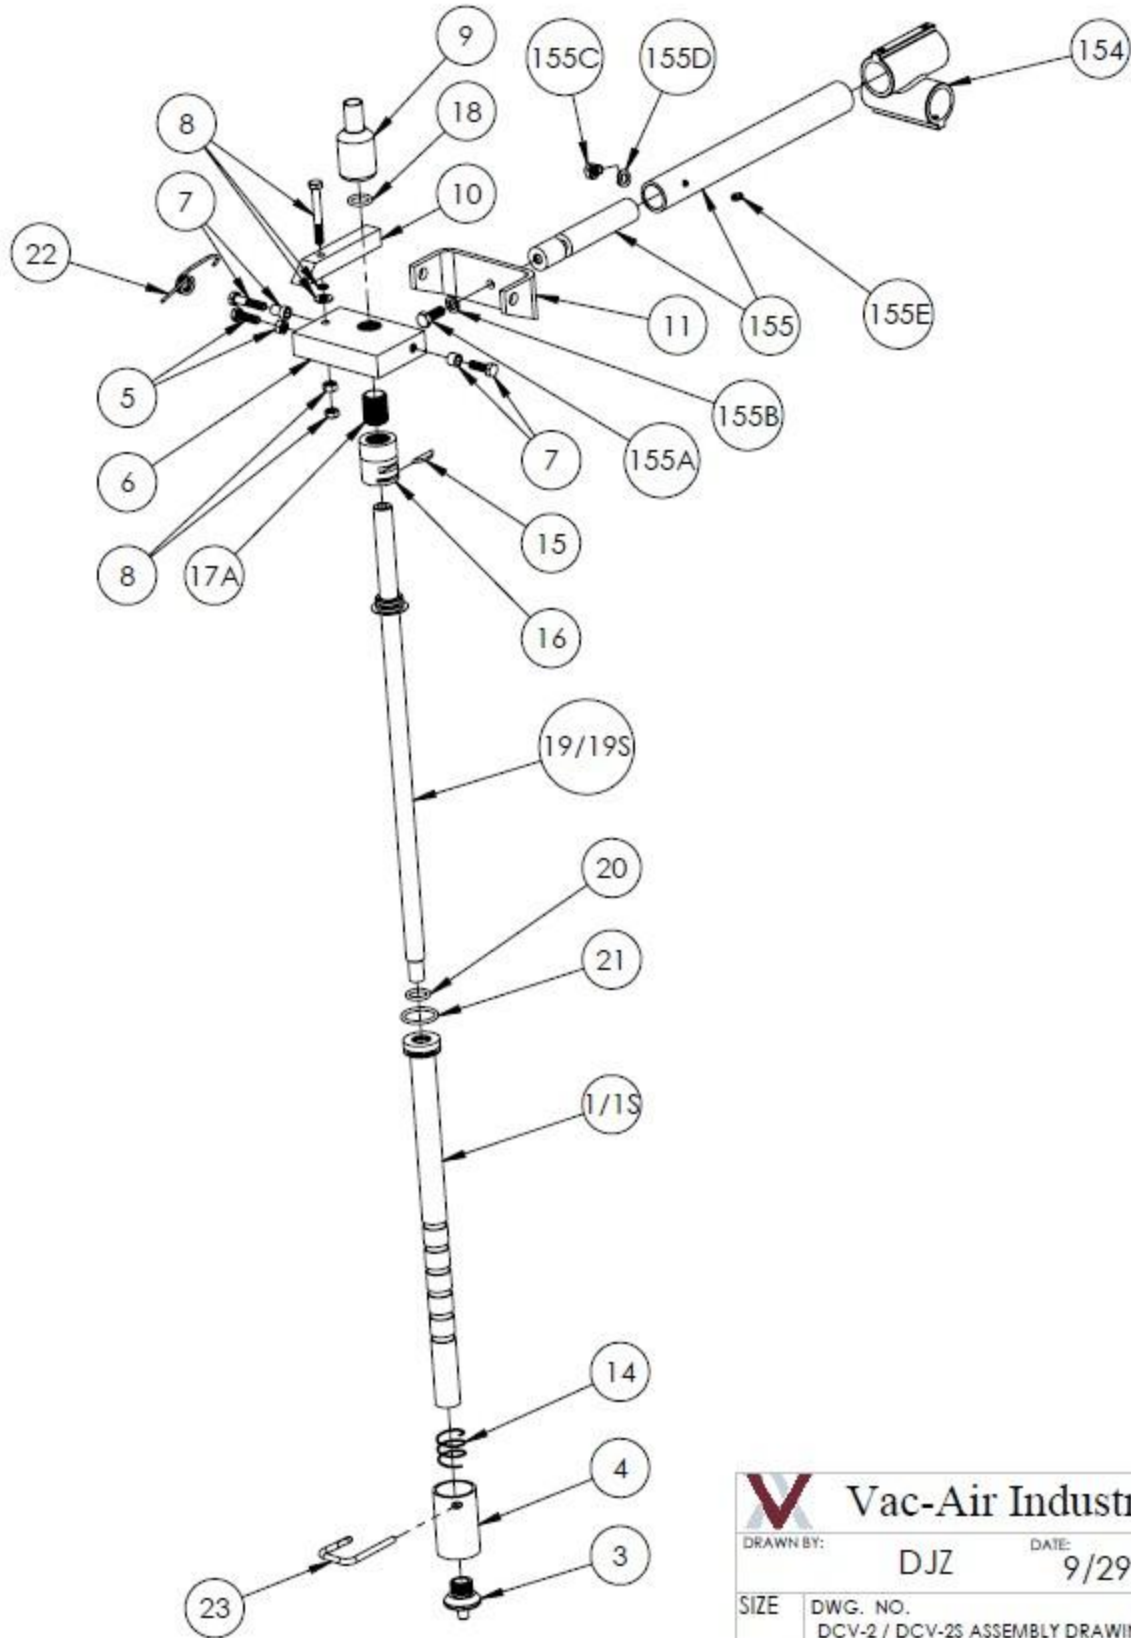 9
155C
155D
154
8
18
7
10
22
11
155
155E
5
155B
6
7
155A
8
17A
15
16
19/19S
20
21
1/1S
14
4
3
23
Vac-Air Industr
DRAWN BY:
DJZ
DATE:
9/29
SIZE
DWG. NO.
DCV-2 / DCV-2S ASSEMBLY DRAWIN